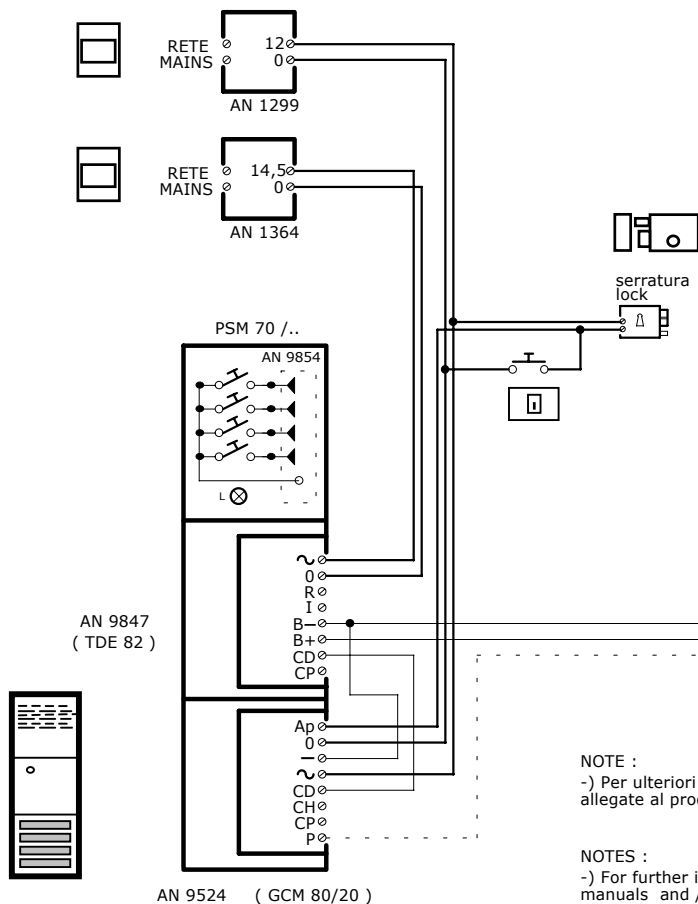 RETE
MAINS
12
0
AN 1299
RETE
MAINS
14,5
0
AN 1364
serratura
lock
PSM 70 /..
AN 9854
L
0
R
I
B−
B+
CD
CP
AN 9847
( TDE 82 )
Ap
0
−
CD
CH
CP
P
AN 9524 ( GCM 80/20 )
NOTE :
-) Per ulteriori
allegate al
NOTES :
-) For further
manuals and